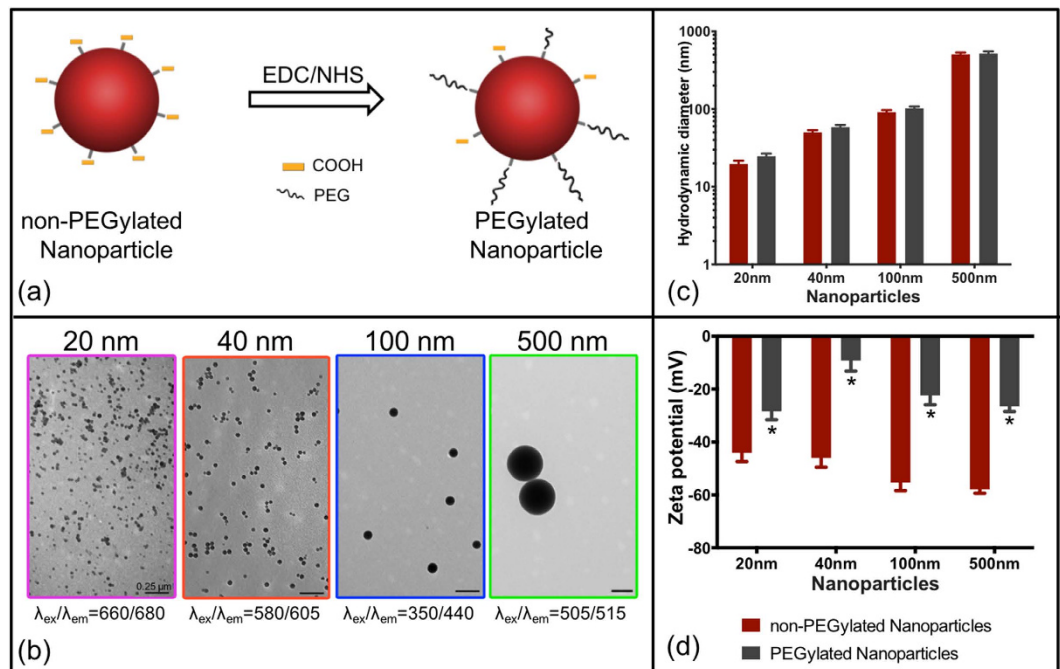 EDC/NHS
COOH
PEG
non-PEGylated
Nanoparticle
PEGylated
Nanoparticle
(a)
20 nm
40 nm
100 nm
500 nm
0.25 µm
λex/λem=660/680
λex/λem=580/605
λex/λem=350/440
λex/λem=505/515
(b)
Hydrodynamic diameter (nm)
1000
100
10
1
20nm
40nm
100nm
500nm
Nanoparticles
(c)
Zeta potential (mV)
0
-20
-40
-60
-80
*
*
*
*
20nm
40nm
100nm
500nm
Nanoparticles
(d)
non-PEGylated Nanoparticles
PEGylated Nanoparticles